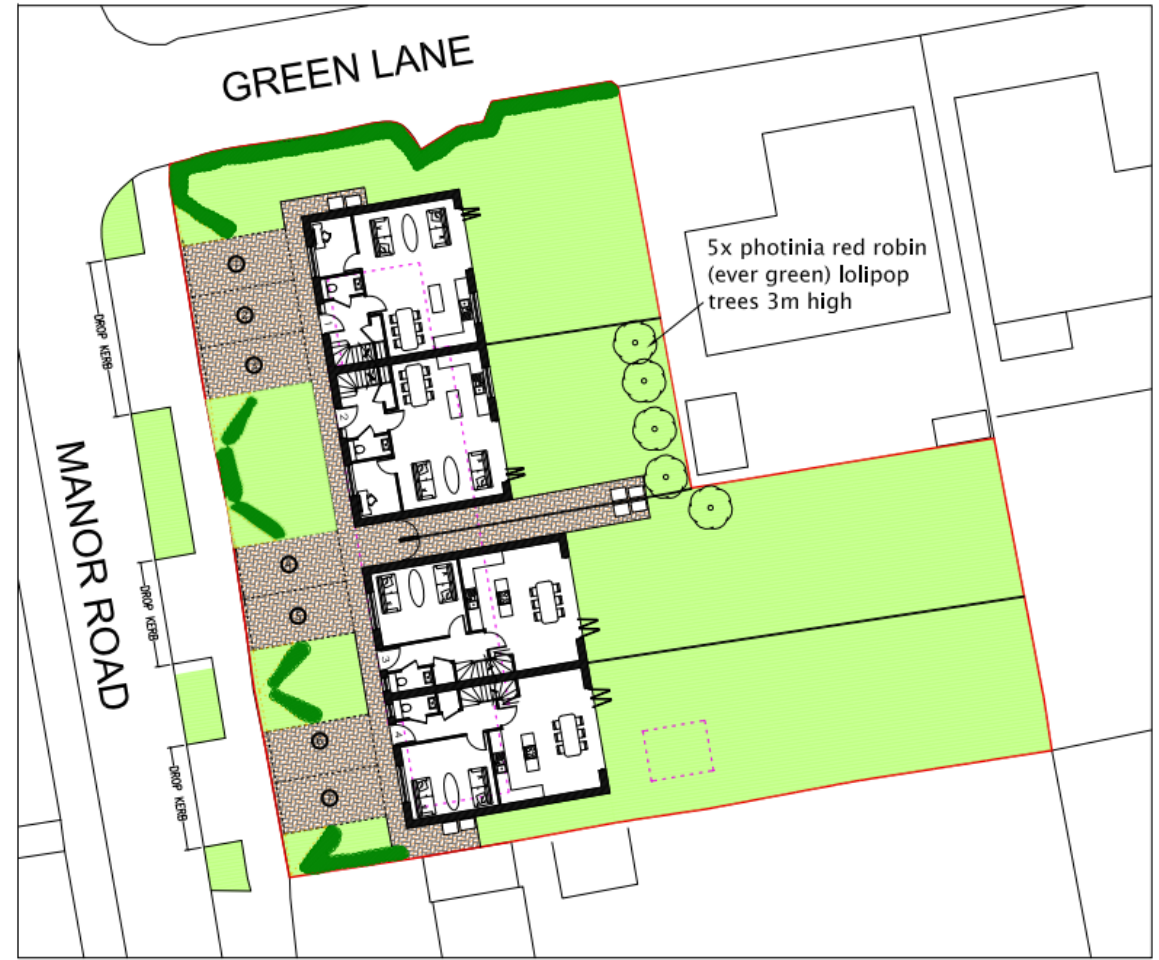 GREEN LANE
5x photinia red robin
(ever green) lolipop
trees 3m high
DROP KERB
MANOR ROAD
DROP KERB
DROP KERB
1
2
3
4